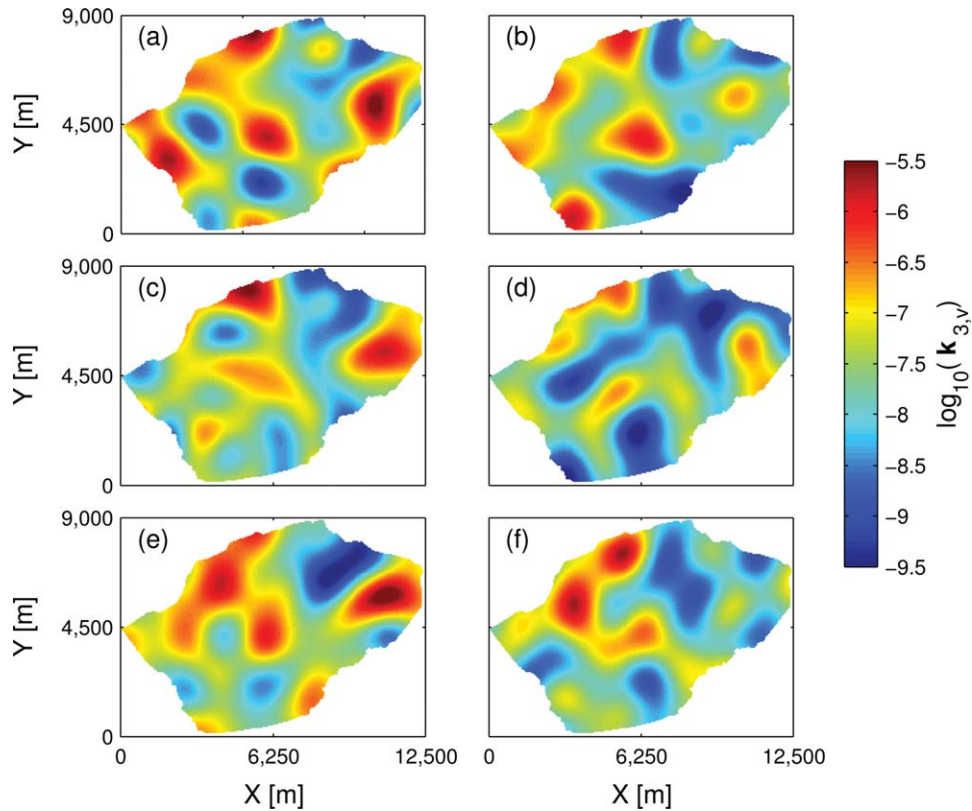 9,000
(a)
(b)
Y [m]
4,500
0
9,000
(c)
(d)
Y [m]
4,500
0
9,000
(e)
(f)
Y [m]
4,500
0
0
6,250
12,500
0
6,250
12,500
X [m]
X [m]
-5.5
-6
-6.5
-7
-7.5
-8
-8.5
-9
-9.5
log10(k3,v)